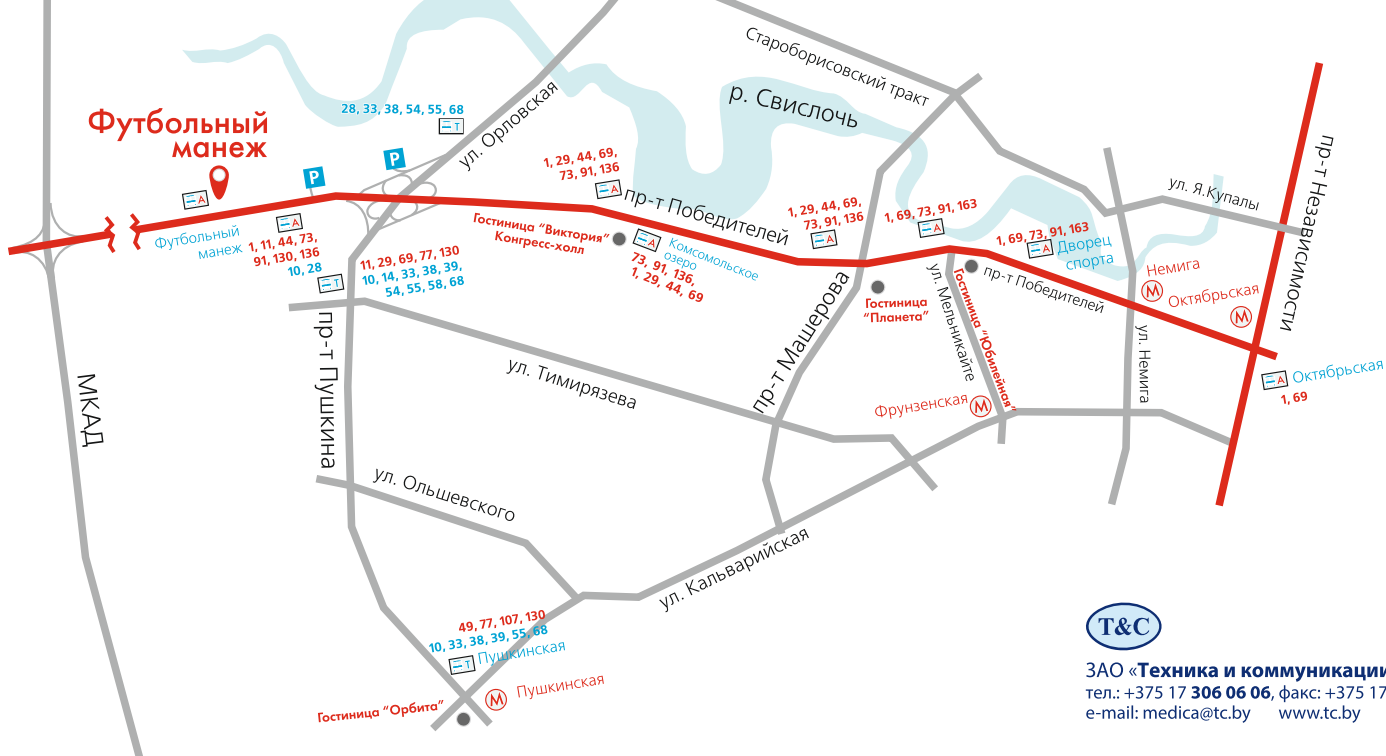 Староборисовский тракт
р. Свислочь
28, 33, 38, 54, 55, 68
T
ул. Орловская
Футбольный
манеж
P
P
A
Футбольный
манеж
A
1, 11, 44, 73,
91, 130, 136
10, 28
T
11, 29, 69, 77, 130
10, 14, 33, 38, 39,
54, 55, 58, 68
1, 29, 44, 69,
73, 91, 136
A
пр-т Победителей
Гостиница "Виктория"
Конгресс-холл
A
Комсомольское
озеро
73, 91, 136,
1, 29, 44, 69
1, 29, 44, 69,
73, 91, 136
A
1, 69, 73, 91, 163
A
1, 69, 73, 91, 163
A
Дворец
спорта
ул. Я.Купалы
пр-т Независимости
Немига
М
Октябрьская
М
пр-т Победителей
Гостиница
"Планета"
ул. Мельникайте
Гостиница "Юбилейная"
ул. Немига
A
Октябрьская
1, 69
Фрунзенская
М
пр-т Машерова
ул. Тимирязева
пр-т Пушкина
МКАД
ул. Ольшевского
ул. Кальварийская
49, 77, 107, 130
10, 33, 38, 39, 55, 68
T
Пушкинская
М
Пушкинская
Гостиница "Орбита"
T&C
ЗАО «Техника и коммуникации
тел.: +375 17 306 06 06, факс: +375 17
e-mail: medica@tc.by www.tc.by